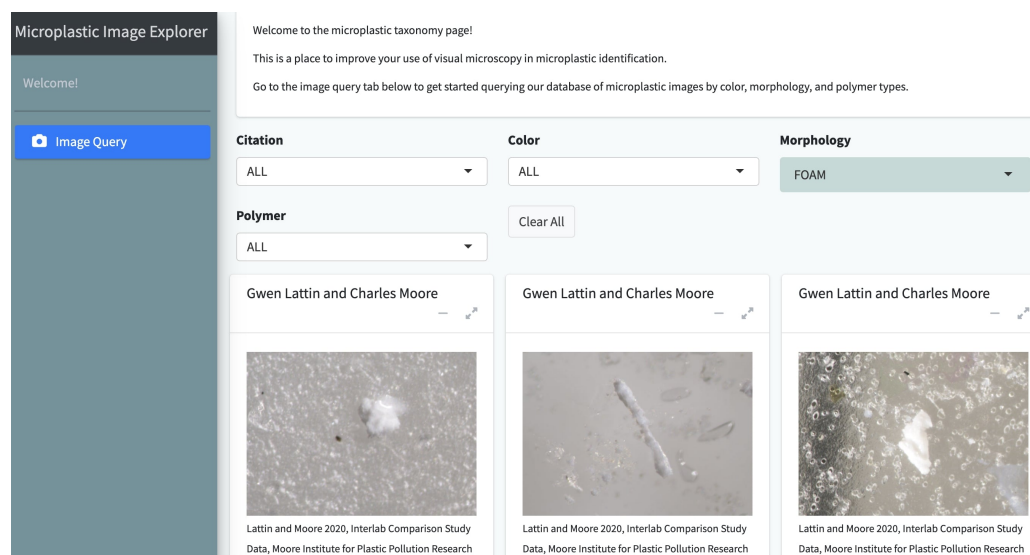 Microplastic Image Explorer
Welcome!
Image Query
Welcome to the microplastic taxonomy page!
This is a place to improve your use of visual microscopy in microplastic identification.
Go to the image query tab below to get started querying our database of microplastic images by color, morphology, and polymer types.
Citation
ALL
Color
ALL
Morphology
FOAM
Polymer
ALL
Clear All
Gwen Lattin and Charles Moore
Lattin and Moore 2020, Interlab Comparison Study
Data, Moore Institute for Plastic Pollution Research
Gwen Lattin and Charles Moore
Lattin and Moore 2020, Interlab Comparison Study
Data, Moore Institute for Plastic Pollution Research
Gwen Lattin and Charles Moore
Lattin and Moore 2020, Interlab Comparison Study
Data, Moore Institute for Plastic Pollution Research